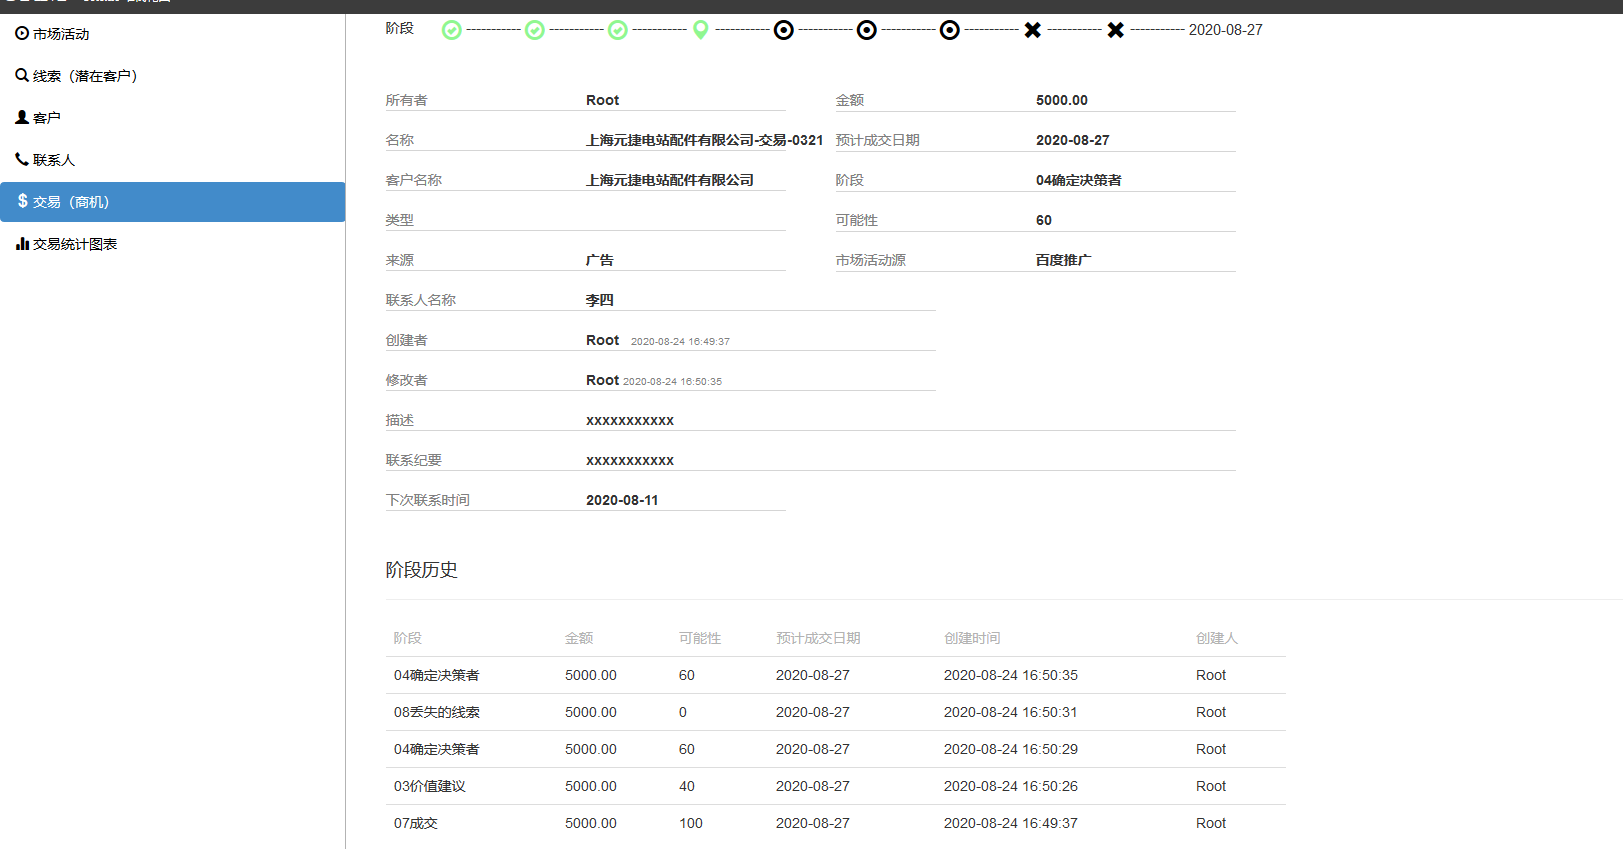 市场活动
线索（潜在客户）
客户
联系人
交易（商机）
交易统计图表
阶段 ----------- ----------- ----------- ----------- ----------- ----------- ----------- ----------- ----------- 2020-08-27
所有者 Root 金额 5000.00
名称 上海元捷电站配件有限公司-交易-0321 预计成交日期 2020-08-27
客户名称 上海元捷电站配件有限公司 阶段 04确定决策者
类型 可能性 60
来源 广告 市场活动源 百度推广
联系人名称 李四
创建者 Root 2020-08-24 16:49:37
修改者 Root 2020-08-24 16:50:35
描述 xxxxxxxxxxx
联系纪要 xxxxxxxxxxx
下次联系时间 2020-08-11
阶段历史
阶段 金额 可能性 预计成交日期 创建时间 创建人
04确定决策者 5000.00 60 2020-08-27 2020-08-24 16:50:35 Root
08丢失的线索 5000.00 0 2020-08-27 2020-08-24 16:50:31 Root
04确定决策者 5000.00 60 2020-08-27 2020-08-24 16:50:29 Root
03价值建议 5000.00 40 2020-08-27 2020-08-24 16:50:26 Root
07成交 5000.00 100 2020-08-27 2020-08-24 16:49:37 Root